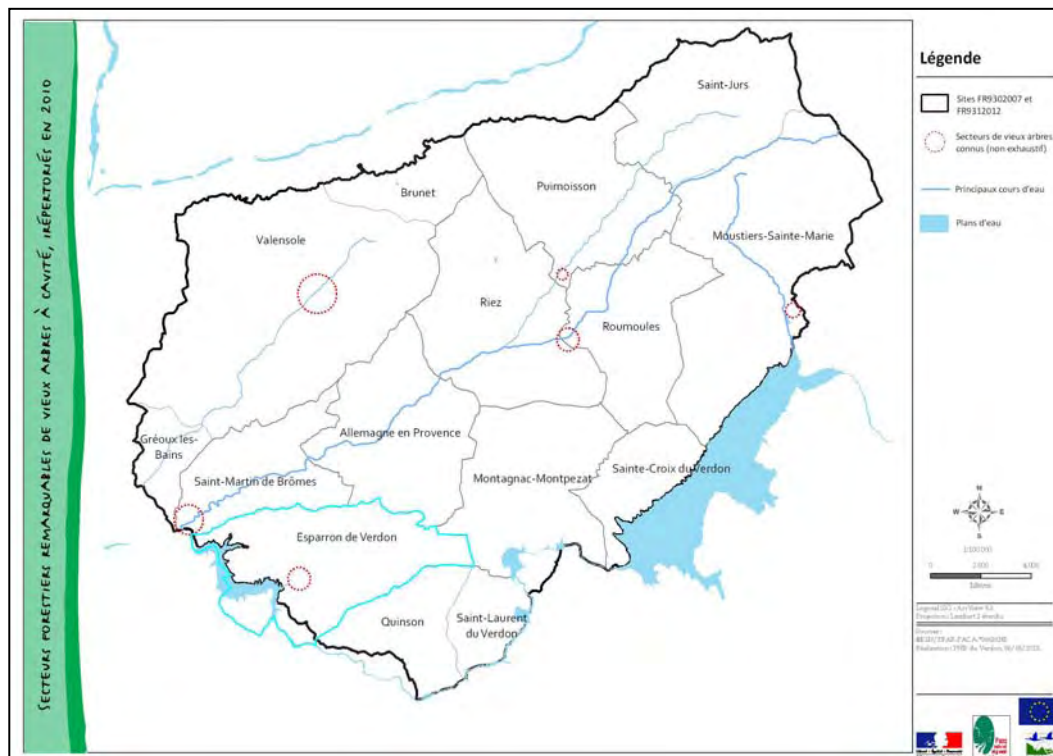 SECTEURS FORESTIERS REMARQUABLES DE VIEUX ARBRES À CAVITÉ, IRÉPERTORIÉS EN 2010
Saint-Jurs
Puimoisson
Brunet
Valensole
Moustiers-Sainte-Marie
Riez
Roumoules
Gréoux les-
Bains
Allemagne en Provence
Saint-Martin de Brômes
Montagnac-Montpezat
Sainte-Croix du Verdon
Esparron de Verdon
Quinson
Saint-Laurent
du Verdon
Légende
Sites FR9302007 et
FR9312012
Secteurs de vieux arbres
connus (non exhaustif)
Principaux cours d'eau
Plans d'eau
N
W
E
S